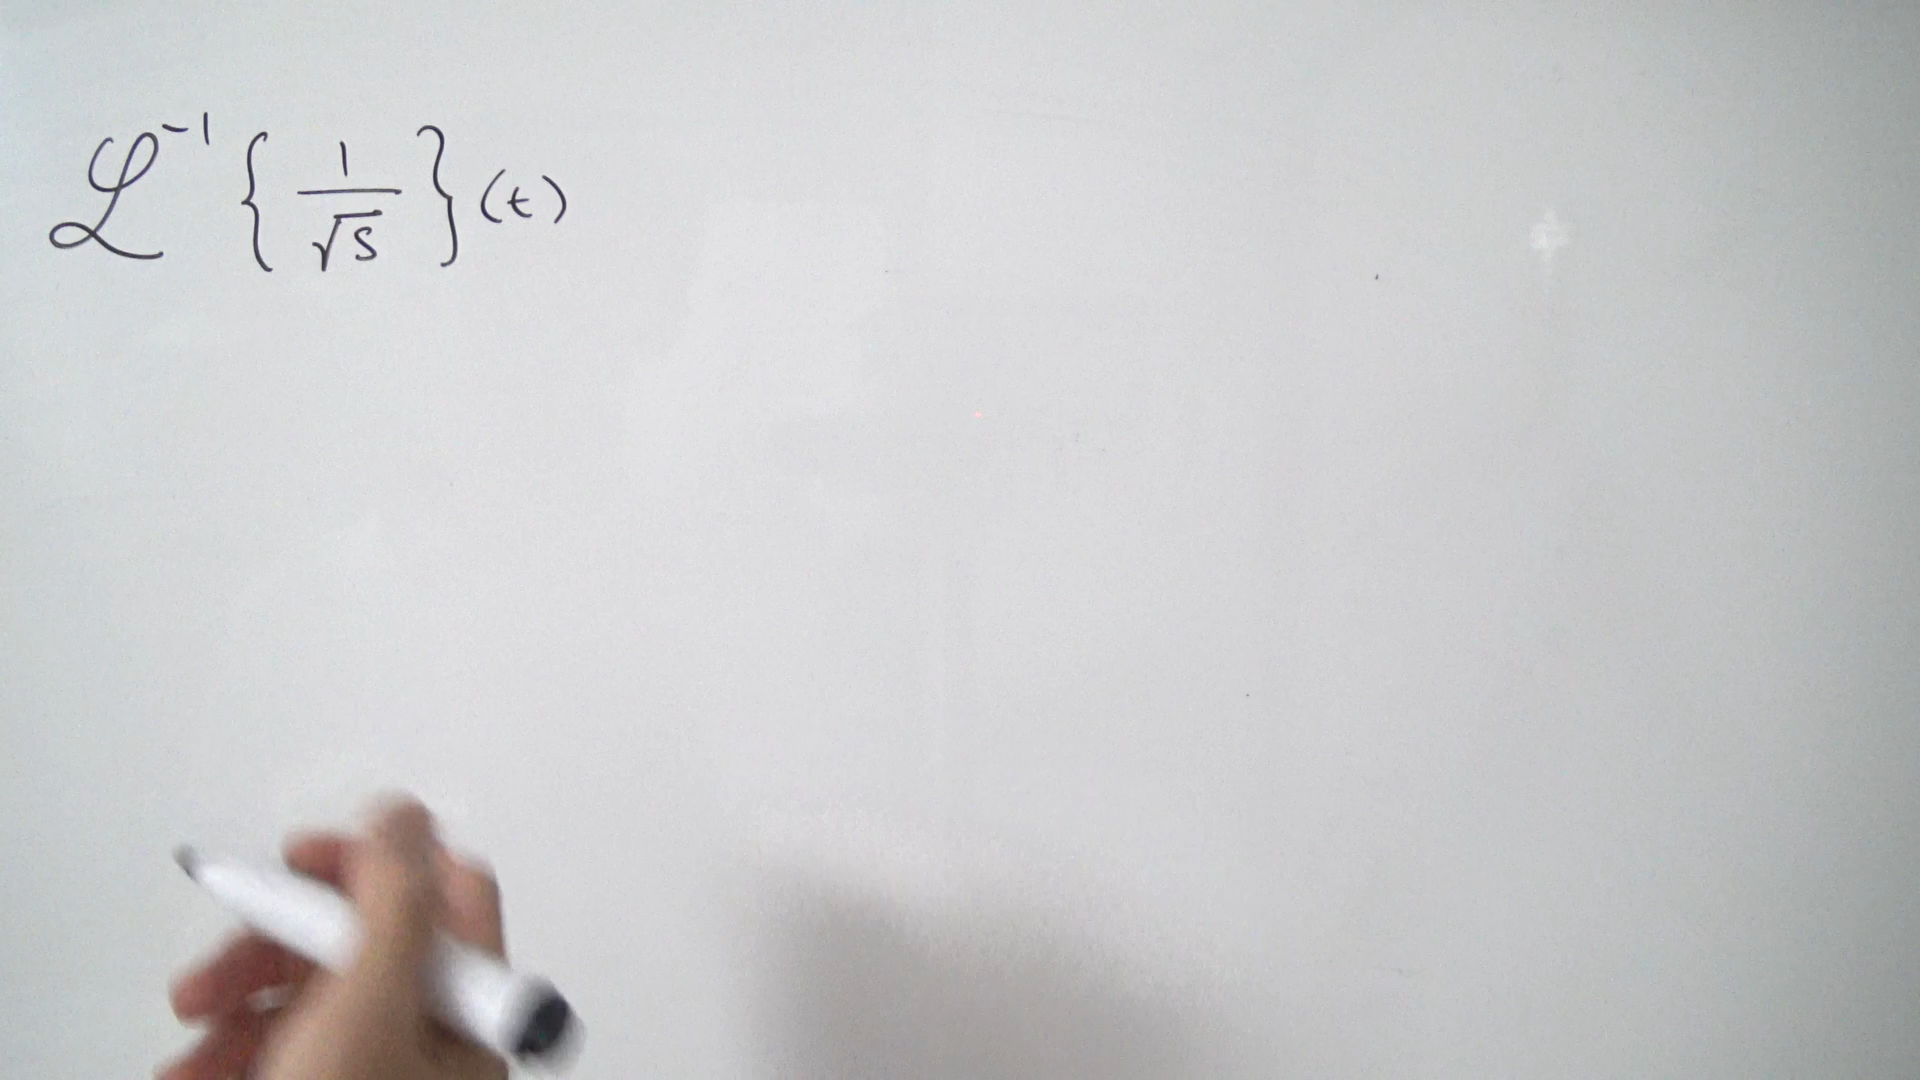 ℒ⁻¹ { 1/√s } (t)